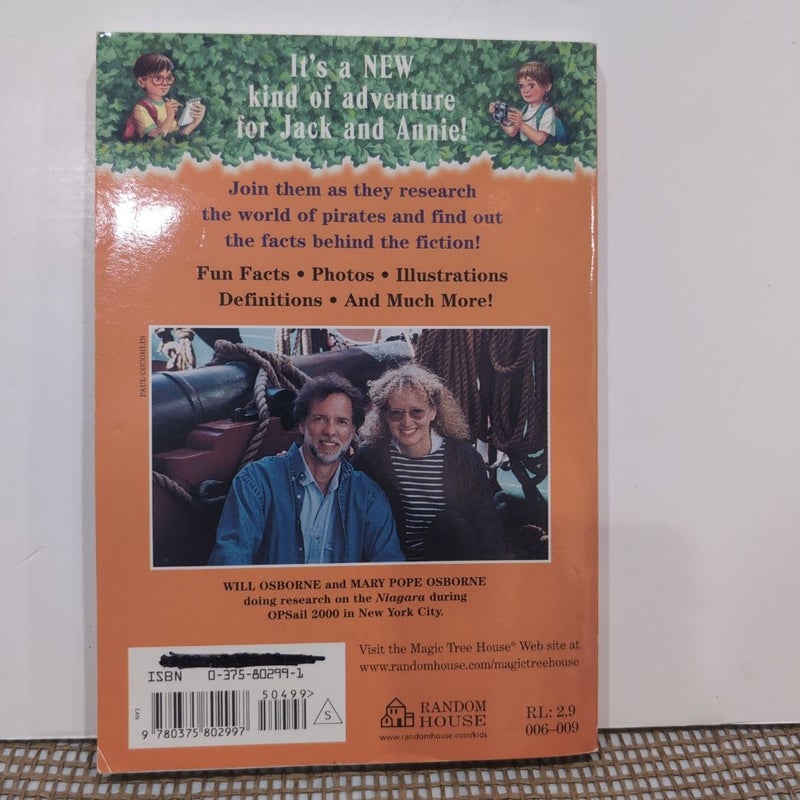 It's a NEW
kind of adventure
for Jack and Annie!
Join them as they research
the world of pirates and find out
the facts behind the fiction!
Fun Facts • Photos • Illustrations
Definitions • And Much More!
PAUL COUGHLIN
WILL OSBORNE and MARY POPE OSBORNE
doing research on the Niagara during
OPSail 2000 in New York City.
ISBN 0-375-80299-1
50499>
EAN
S
9 780375 802997
Visit the Magic Tree House® Web site at
www.randomhouse.com/magictreehouse
RANDOM
HOUSE
www.randomhouse.com/kids
RL: 2.9
006-009